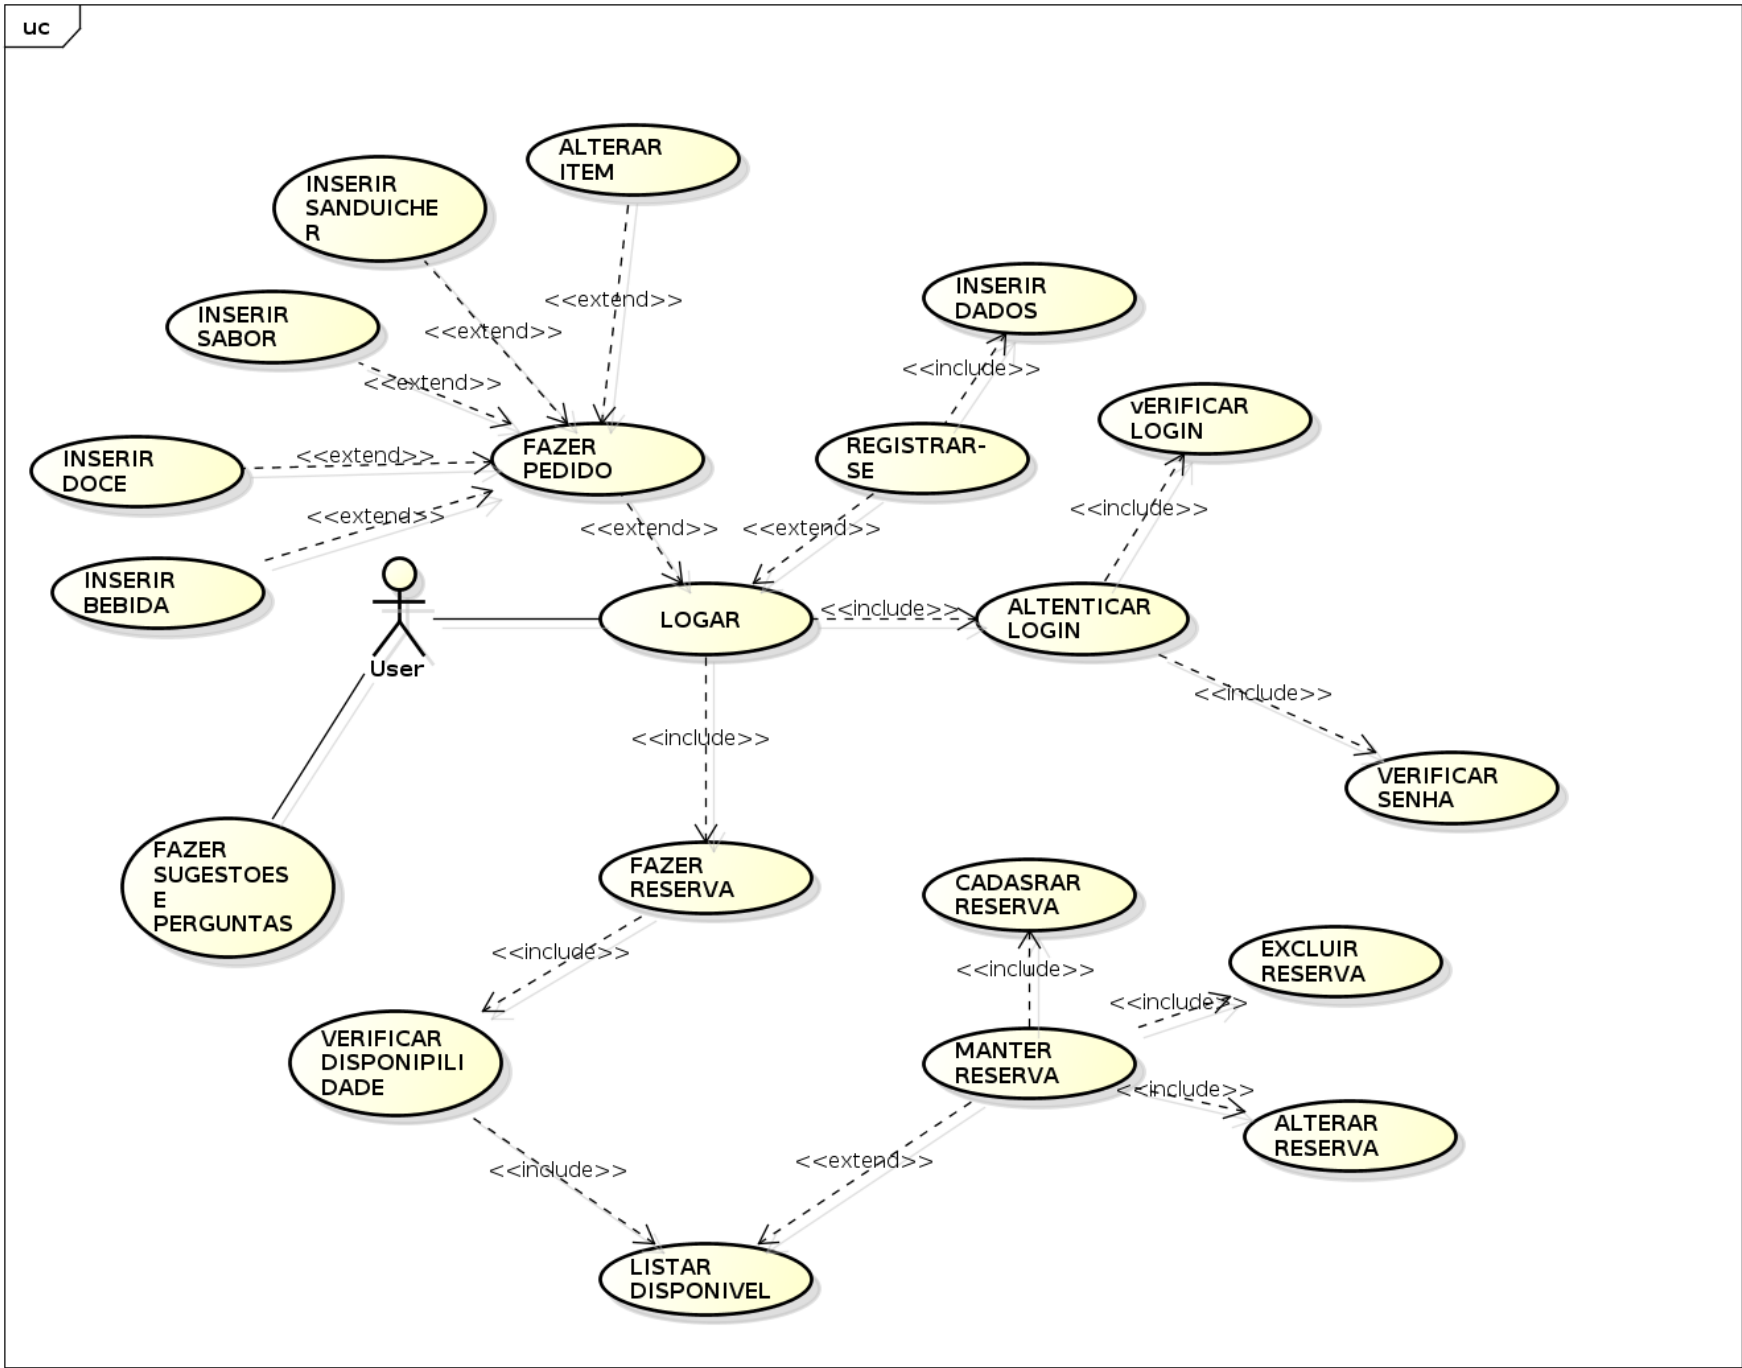 uc
ALTERAR
ITEM
INSERIR
SANDUICHE
R
INSERIR
DADOS
<<extend>>
INSERIR
SABOR
<<extend>>
<<include>>
<<extend>>
vERIFICAR
LOGIN
FAZER
PEDIDO
REGISTRAR-
SE
<<extend>>
INSERIR
DOCE
<<include>>
<<extend>>
<<extend>>
<<extend>>
INSERIR
BEBIDA
LOGAR
<<include>>
ALTENTICAR
LOGIN
User
<<include>>
<<include>>
VERIFICAR
SENHA
FAZER
SUGESTOES
E
PERGUNTAS
FAZER
RESERVA
CADASRAR
RESERVA
<<include>>
EXCLUIR
RESERVA
<<include>>
<<include>>
VERIFICAR
DISPONIPILI
DADE
MANTER
RESERVA
<<include>>
ALTERAR
RESERVA
<<include>>
<<extend>>
LISTAR
DISPONIVEL